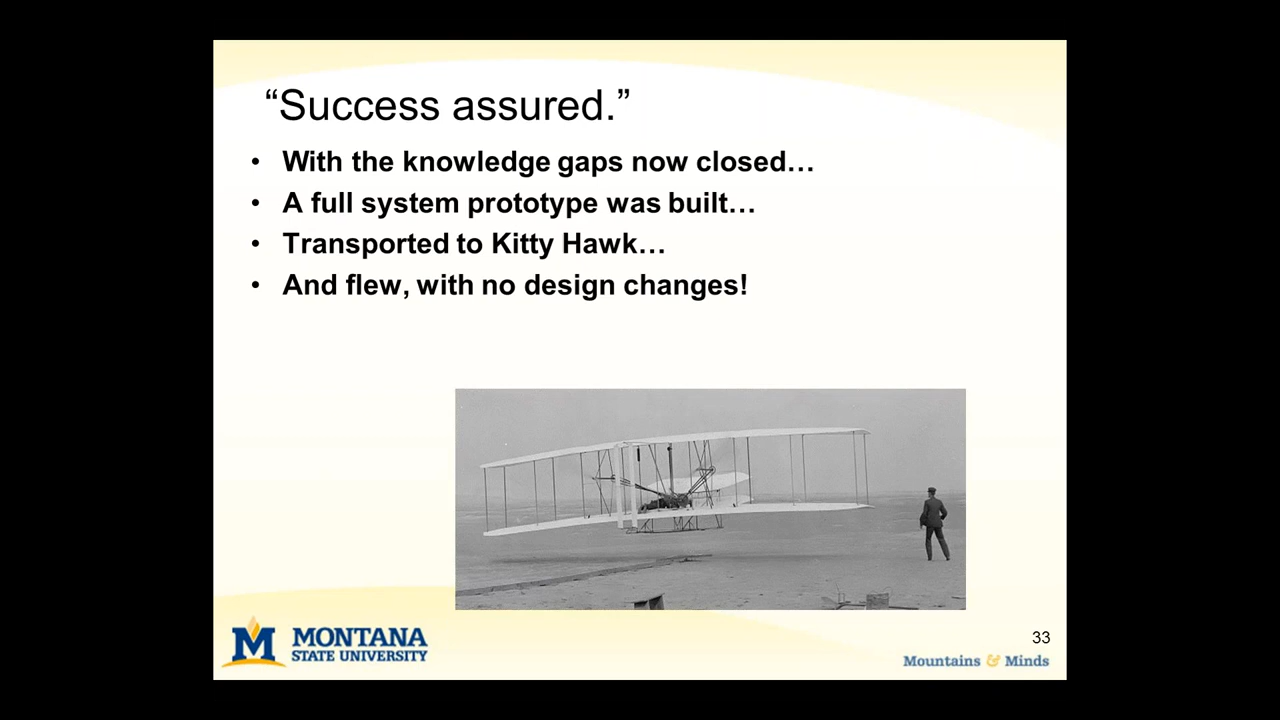 “Success assured.”
• With the knowledge gaps now closed…
• A full system prototype was built…
• Transported to Kitty Hawk…
• And flew, with no design changes!
M MONTANA
STATE UNIVERSITY
33
Mountains & Minds